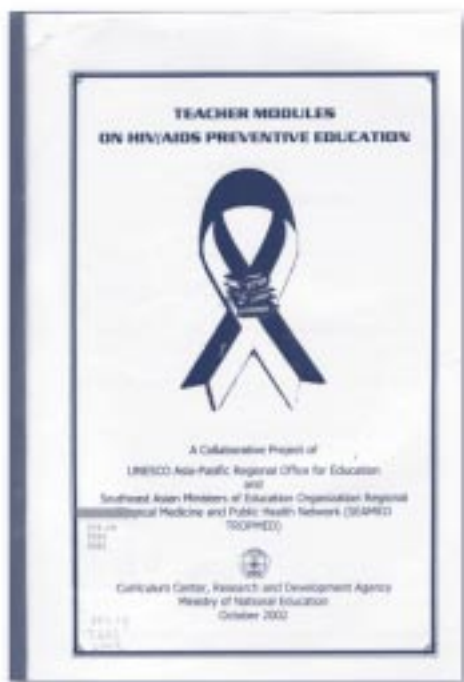 TEACHER MODULES
ON HIV/AIDS PREVENTIVE EDUCATION
A Collaborative Project of
UNESCO Asia-Pacific Regional Office for Education
and
Southeast Asian Ministers of Education Organization Regional
Medicine and Public Health Network (SEAMEO
TROPMED)
Curriculum Center, Research and Development Agency
Ministry of National Education
October 2002